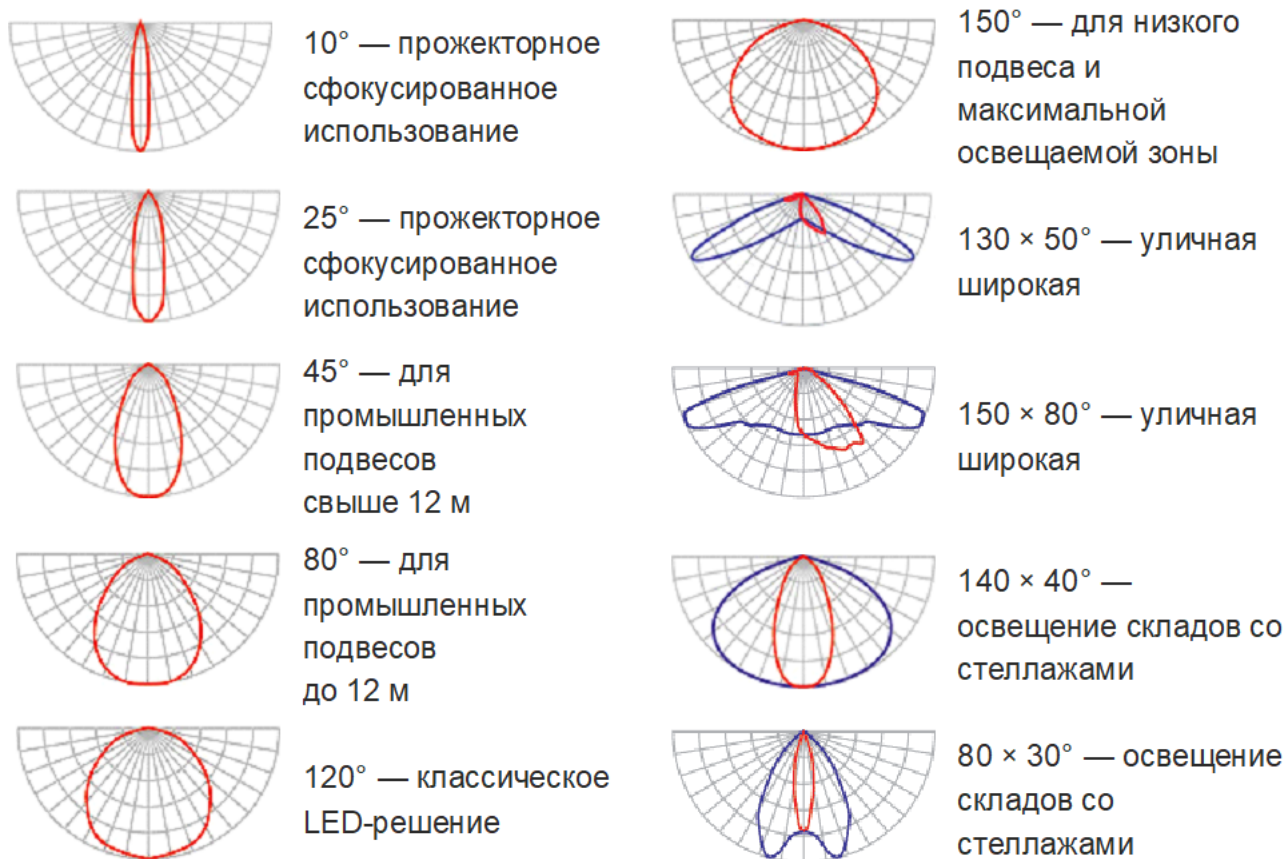 10° — прожекторное
сфокусированное
использование
25° — прожекторное
сфокусированное
использование
45° — для
промышленных
подвесов
свыше 12 м
80° — для
промышленных
подвесов
до 12 м
120° — классическое
LED-решение
150° — для низкого
подвеса и
максимальной
освещаемой зоны
130 × 50° — уличная
широкая
150 × 80° — уличная
широкая
140 × 40° —
освещение складов со
стеллажами
80 × 30° — освещение
складов со
стеллажами